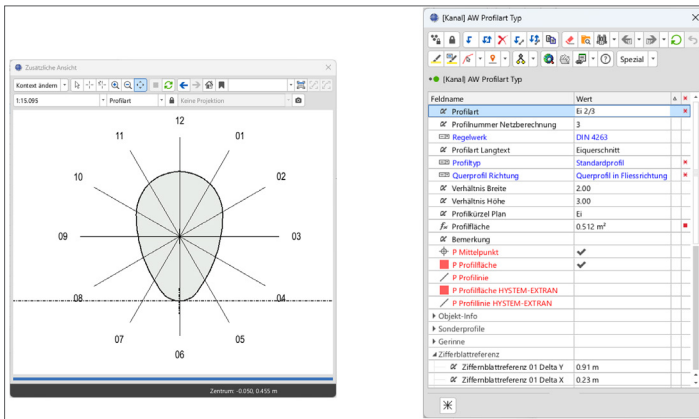 Zusätzliche Ansicht
Kontext ändern
1:15.095
Profilart
Keine Projektion
12
11
01
10
02
09
03
08
04
07
05
06
Zentrum: -0.050, 0.455 m
[Kanal] AW Profilart Typ
Spezial
[Kanal] AW Profilart Typ
Feldname Wert
Profilart Ei 2/3
Profilnummer Netzberechnung 3
Regelwerk DIN 4263
Profilart Langtext Eiquerschnitt
Profiltyp Standardprofil
Querprofil Richtung Querprofil in Fliessrichtung
Verhältnis Breite 2.00
Verhältnis Höhe 3.00
Profilkürzel Plan Ei
Profilfläche 0.512 m²
Bemerkung
P Mittelpunkt
P Profilfläche
P Profilinie
P Profilfläche HYSTEM-EXTRAN
P Profillinie HYSTEM-EXTRAN
Objekt-Info
Sonderprofile
Gerinne
Zifferblattreferenz
Ziffernblattreferenz 01 Delta Y 0.91 m
Ziffernblattreferenz 01 Delta X 0.23 m